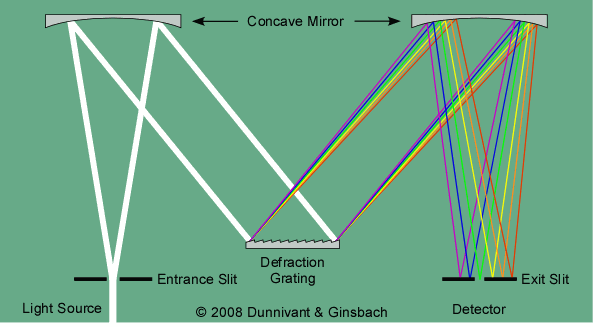 Concave Mirror
Entrance Slit
Defraction
Grating
Exit Slit
Light Source
© 2008 Dunnivant & Ginsbach
Detector